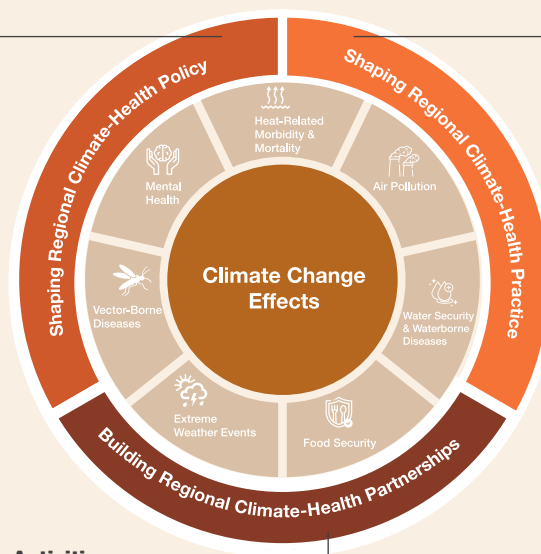 Shaping Regional Climate-Health Policy
Shaping Regional Climate-Health Practice
Heat-Related
Morbidity &
Mortality
Air Pollution
Water Security
& Waterborne
Diseases
Food Security
Extreme
Weather Events
Vector-Borne
Diseases
Mental
Health
Climate Change
Effects
Building Regional Climate-Health Partnerships